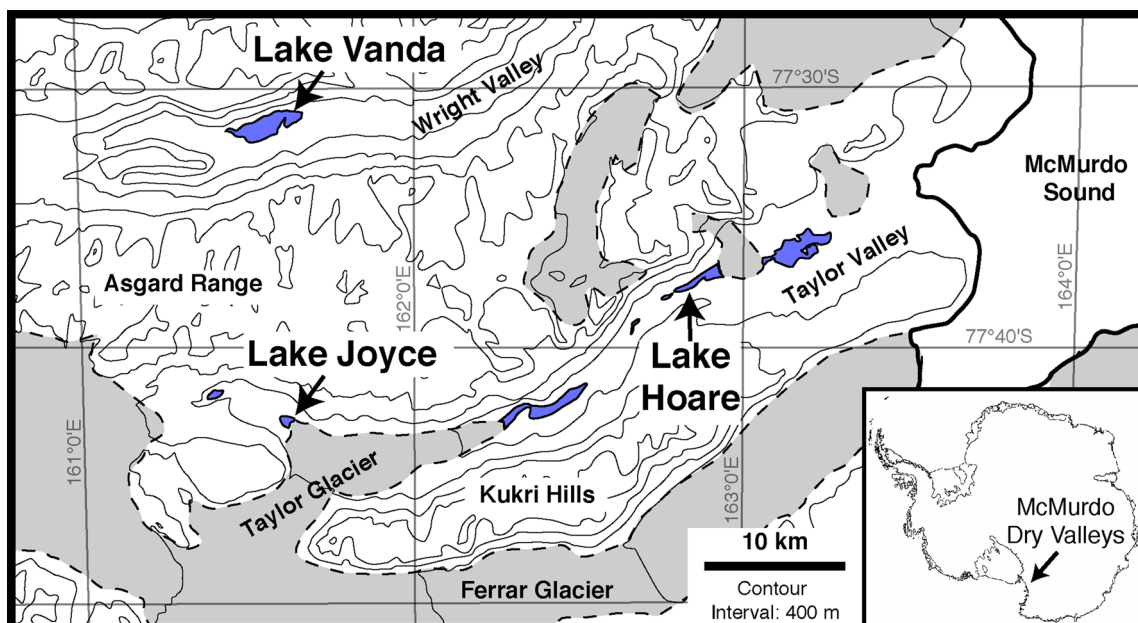 Lake Vanda
Wright Valley
77°30'S
McMurdo
Sound
Asgard Range
162°0'E
Taylor Valley
164°0'E
Lake Joyce
Lake
Hoare
77°40'S
161°0'E
Taylor Glacier
Kukri Hills
163°0'E
10 km
Contour
Interval: 400 m
Ferrar Glacier
McMurdo
Dry Valleys